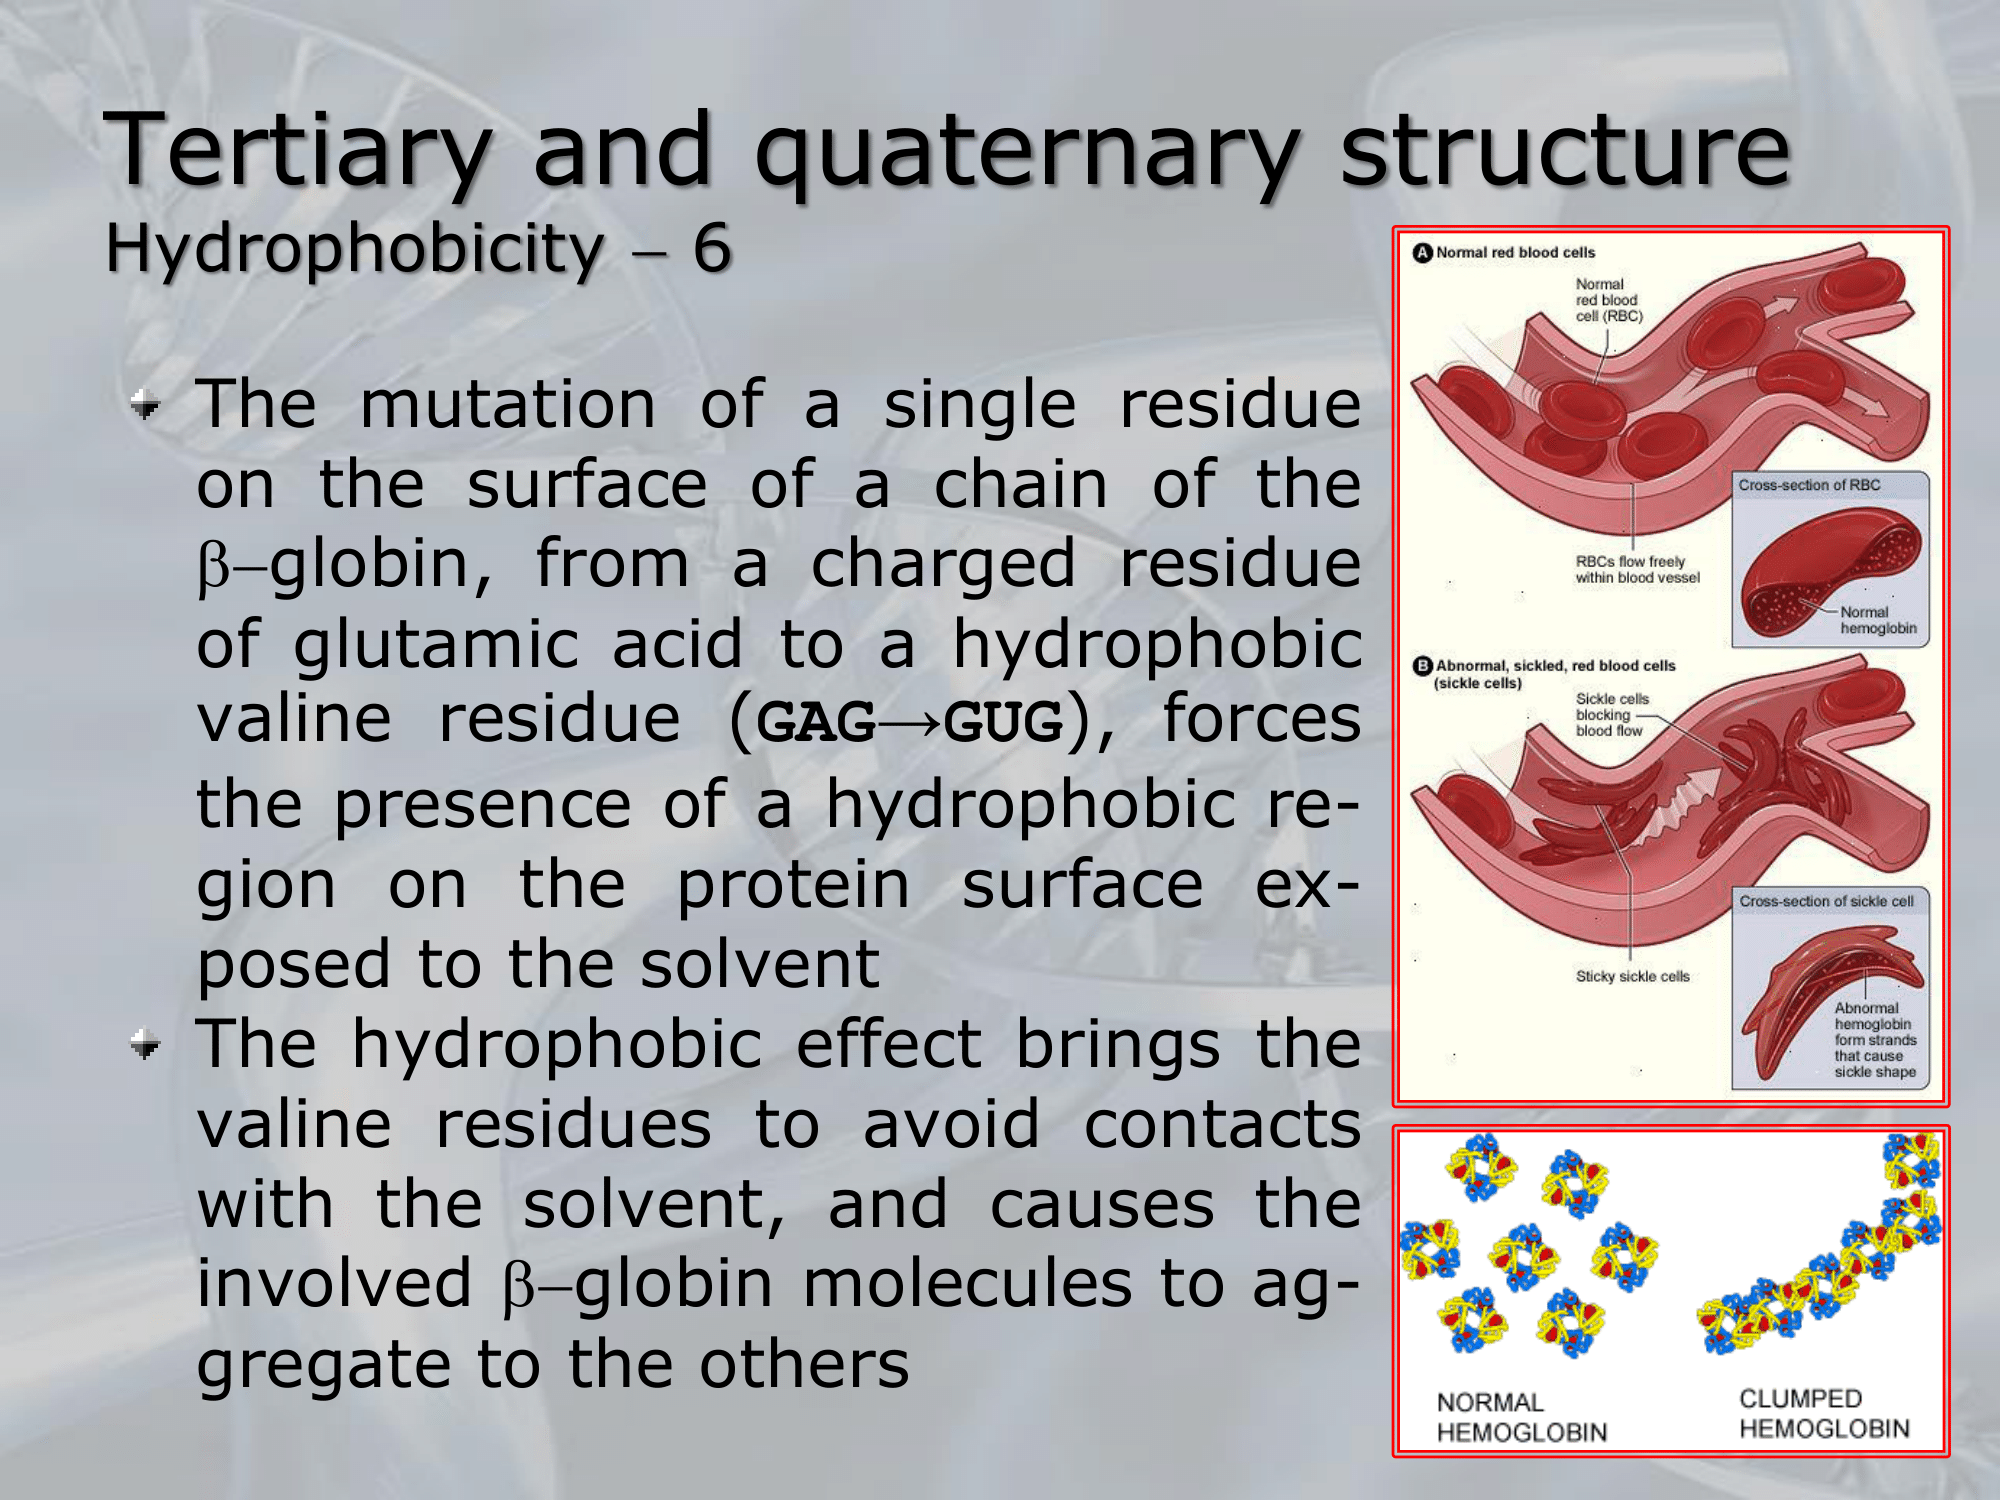 Tertiary and quaternary structure
Hydrophobicity – 6
The mutation of a single residue
on the surface of a chain of the
β–globin, from a charged residue
of glutamic acid to a hydrophobic
valine residue (GAG→GUG), forces
the presence of a hydrophobic re-
gion on the protein surface ex-
posed to the solvent
The hydrophobic effect brings the
valine residues to avoid contacts
with the solvent, and causes the
involved β–globin molecules to ag-
gregate to the others
A Normal red blood cells
Normal
red blood
cell (RBC)
Cross-section of RBC
RBCs flow freely
within blood vessel
Normal
hemoglobin
B Abnormal, sickled, red blood cells
(sickle cells)
Sickle cells
blocking
blood flow
Cross-section of sickle cell
Sticky sickle cells
Abnormal
hemoglobin
form strands
that cause
sickle shape
NORMAL
HEMOGLOBIN
CLUMPED
HEMOGLOBIN